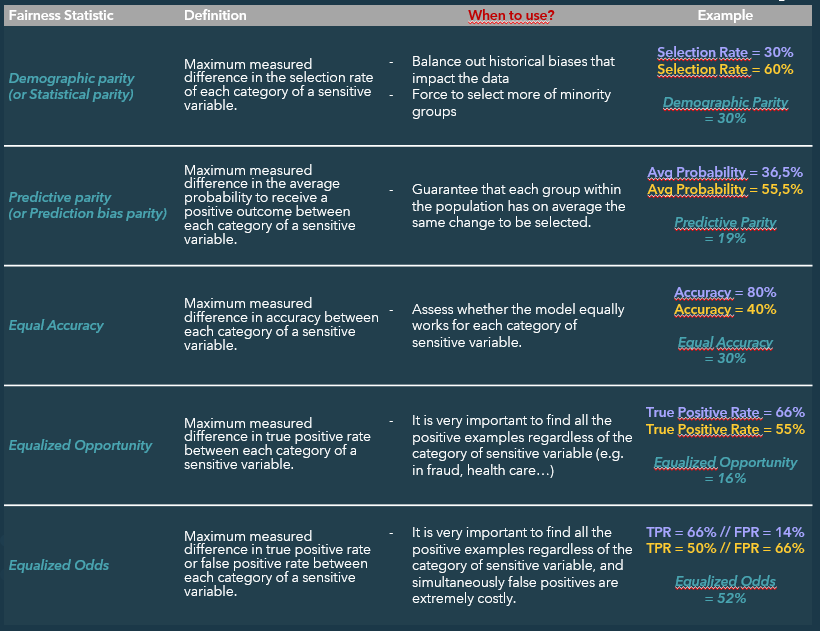 Fairness Statistic Definition When to use? Example
Demographic parity
(or Statistical parity)
Maximum measured
difference in the selection rate
of each category of a sensitive
variable.
- Balance out historical biases that
impact the data
- Force to select more of minority
groups
Selection Rate = 30%
Selection Rate = 60%
Demographic Parity
= 30%
Predictive parity
(or Prediction bias parity)
Maximum measured
difference in the average
probability to receive a
positive outcome between
each category of a sensitive
variable.
- Guarantee that each group within
the population has on average the
same change to be selected.
Avg Probability = 36,5%
Avg Probability = 55,5%
Predictive Parity
= 19%
Equal Accuracy
Maximum measured
difference in accuracy between
each category of a sensitive
variable.
- Assess whether the model equally
works for each category of
sensitive variable.
Accuracy = 80%
Accuracy = 40%
Equal Accuracy
= 30%
Equalized Opportunity
Maximum measured
difference in true positive rate
between each category of a
sensitive variable.
- It is very important to find all the
positive examples regardless of the
category of sensitive variable (e.g.
in fraud, health care...)
True Positive Rate = 66%
True Positive Rate = 55%
Equalized Opportunity
= 16%
Equalized Odds
Maximum measured
difference in true positive rate
or false positive rate between
each category of a sensitive
variable.
- It is very important to find all the
positive examples regardless of the
category of sensitive variable, and
simultaneously false positives are
extremely costly.
TPR = 66% // FPR = 14%
TPR = 50% // FPR = 66%
Equalized Odds
= 52%